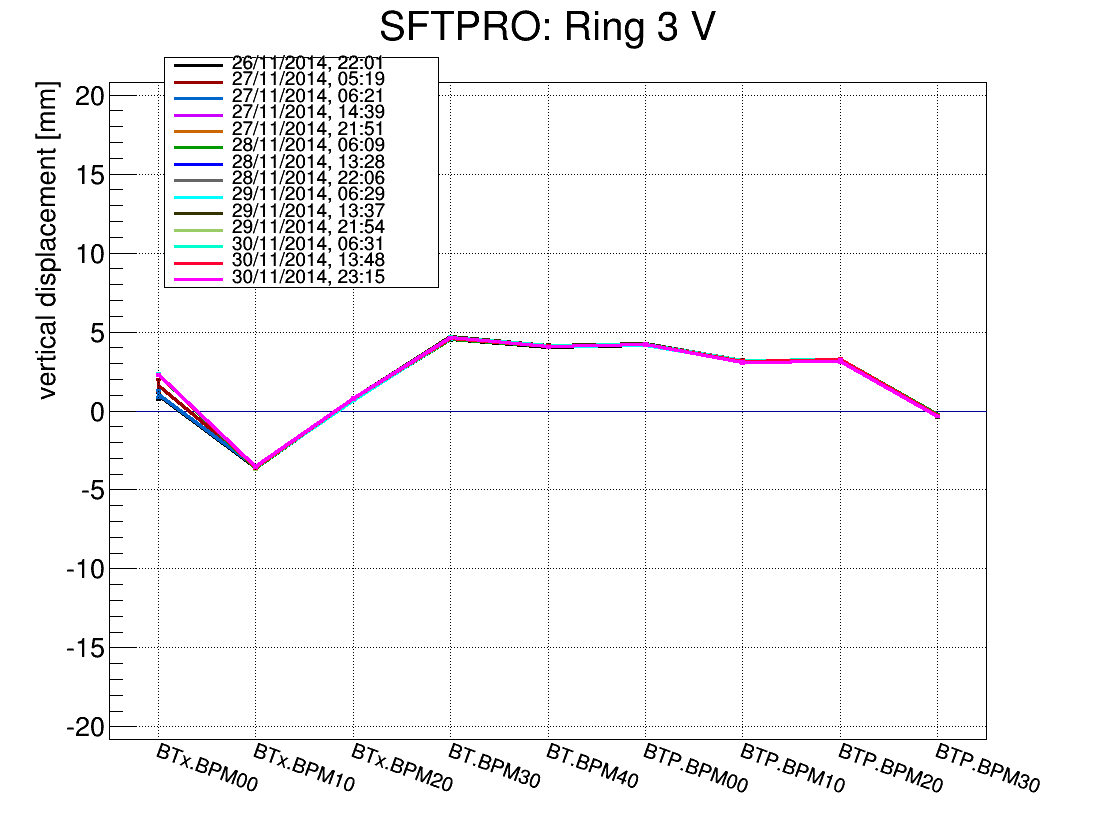 SFTPRO: Ring 3 V
26/11/2014, 22:01
27/11/2014, 05:19
27/11/2014, 06:21
27/11/2014, 14:39
27/11/2014, 21:51
28/11/2014, 06:09
28/11/2014, 13:28
28/11/2014, 22:06
29/11/2014, 06:29
29/11/2014, 13:37
29/11/2014, 21:54
30/11/2014, 06:31
30/11/2014, 13:48
30/11/2014, 23:15
vertical displacement [mm]
20
15
10
5
0
-5
-10
-15
-20
BTx.BPM00
BTx.BPM10
BTx.BPM20
BT.BPM30
BT.BPM40
BTP.BPM00
BTP.BPM10
BTP.BPM20
BTP.BPM30